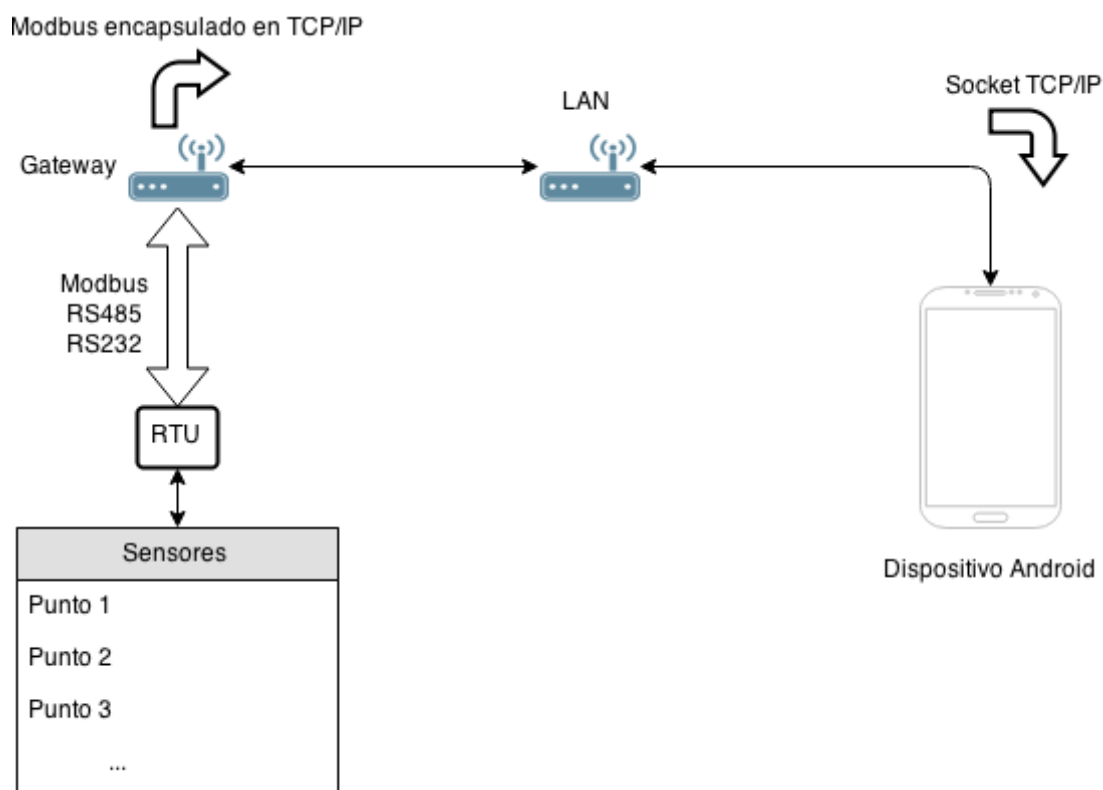 Modbus encapsulado en TCP/IP
Socket TCP/IP
LAN
Gateway
Modbus
RS485
RS232
RTU
Sensores
Dispositivo Android
Punto 1
Punto 2
Punto 3
...